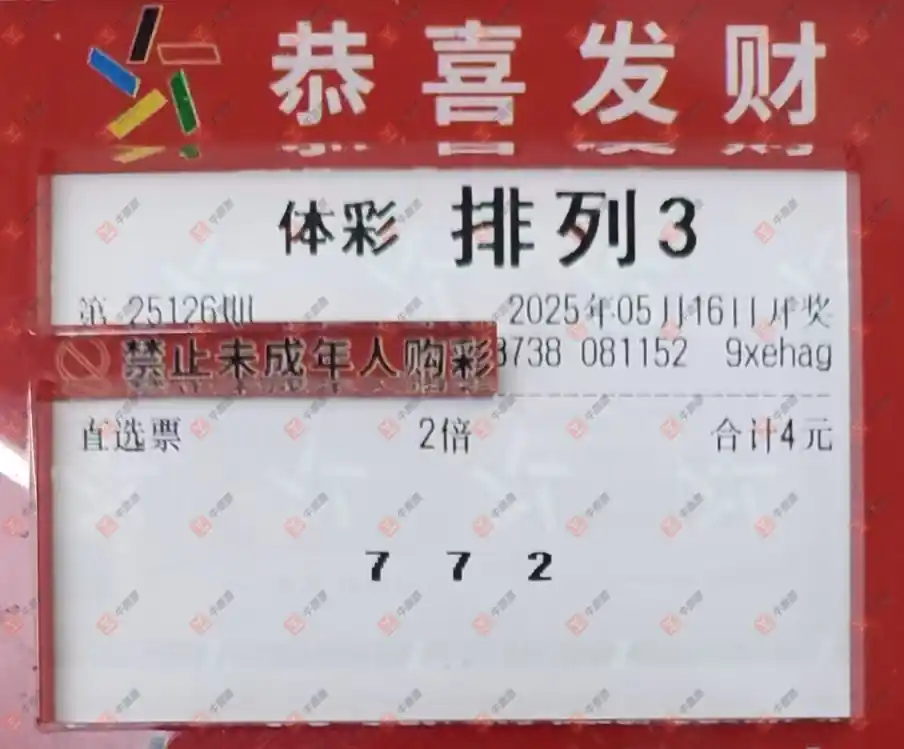 恭喜发财
体彩 排列3
第 25126期 2025年05月16日开奖
禁止未成年人购彩 3738 081152 9xehag
直选票 2倍 合计4元
7 7 2